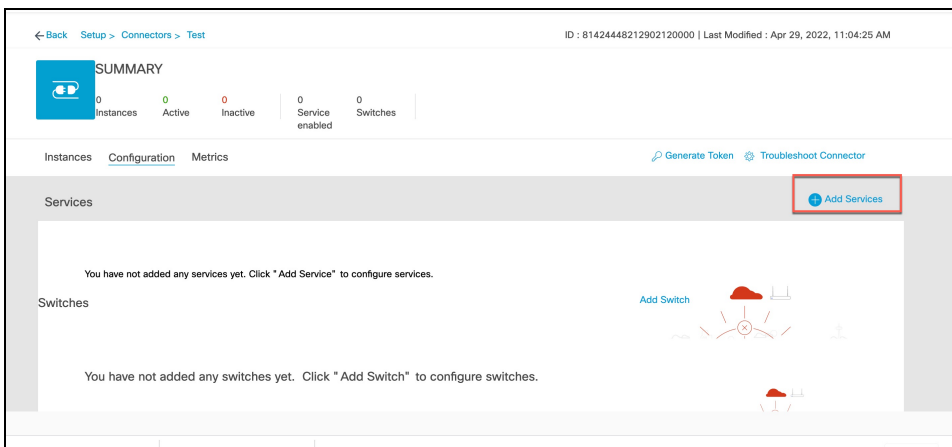 Back Setup > Connectors > Test
ID : 81424448212902120000 | Last Modified : Apr 29, 2022, 11:04:25 AM
SUMMARY
0 0 0 0 0
Instances Active Inactive Service enabled Switches
Instances Configuration Metrics
Generate Token Troubleshoot Connector
Services
Add Services
You have not added any services yet. Click "Add Service" to configure services.
Switches
Add Switch
You have not added any switches yet. Click "Add Switch" to configure switches.